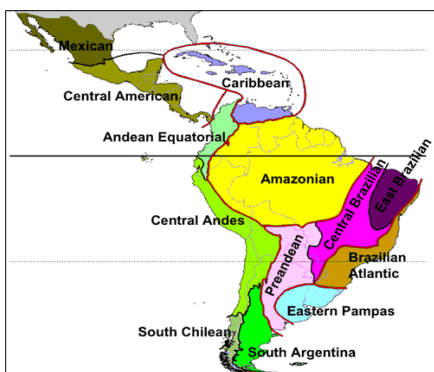 Mexican
Caribbean
Central American
Andean Equatorial
Amazonian
Central Brazilian
East Brazilian
Central Andes
Preandean
Brazilian
Atlantic
Eastern Pampas
South Chilean
South Argentina